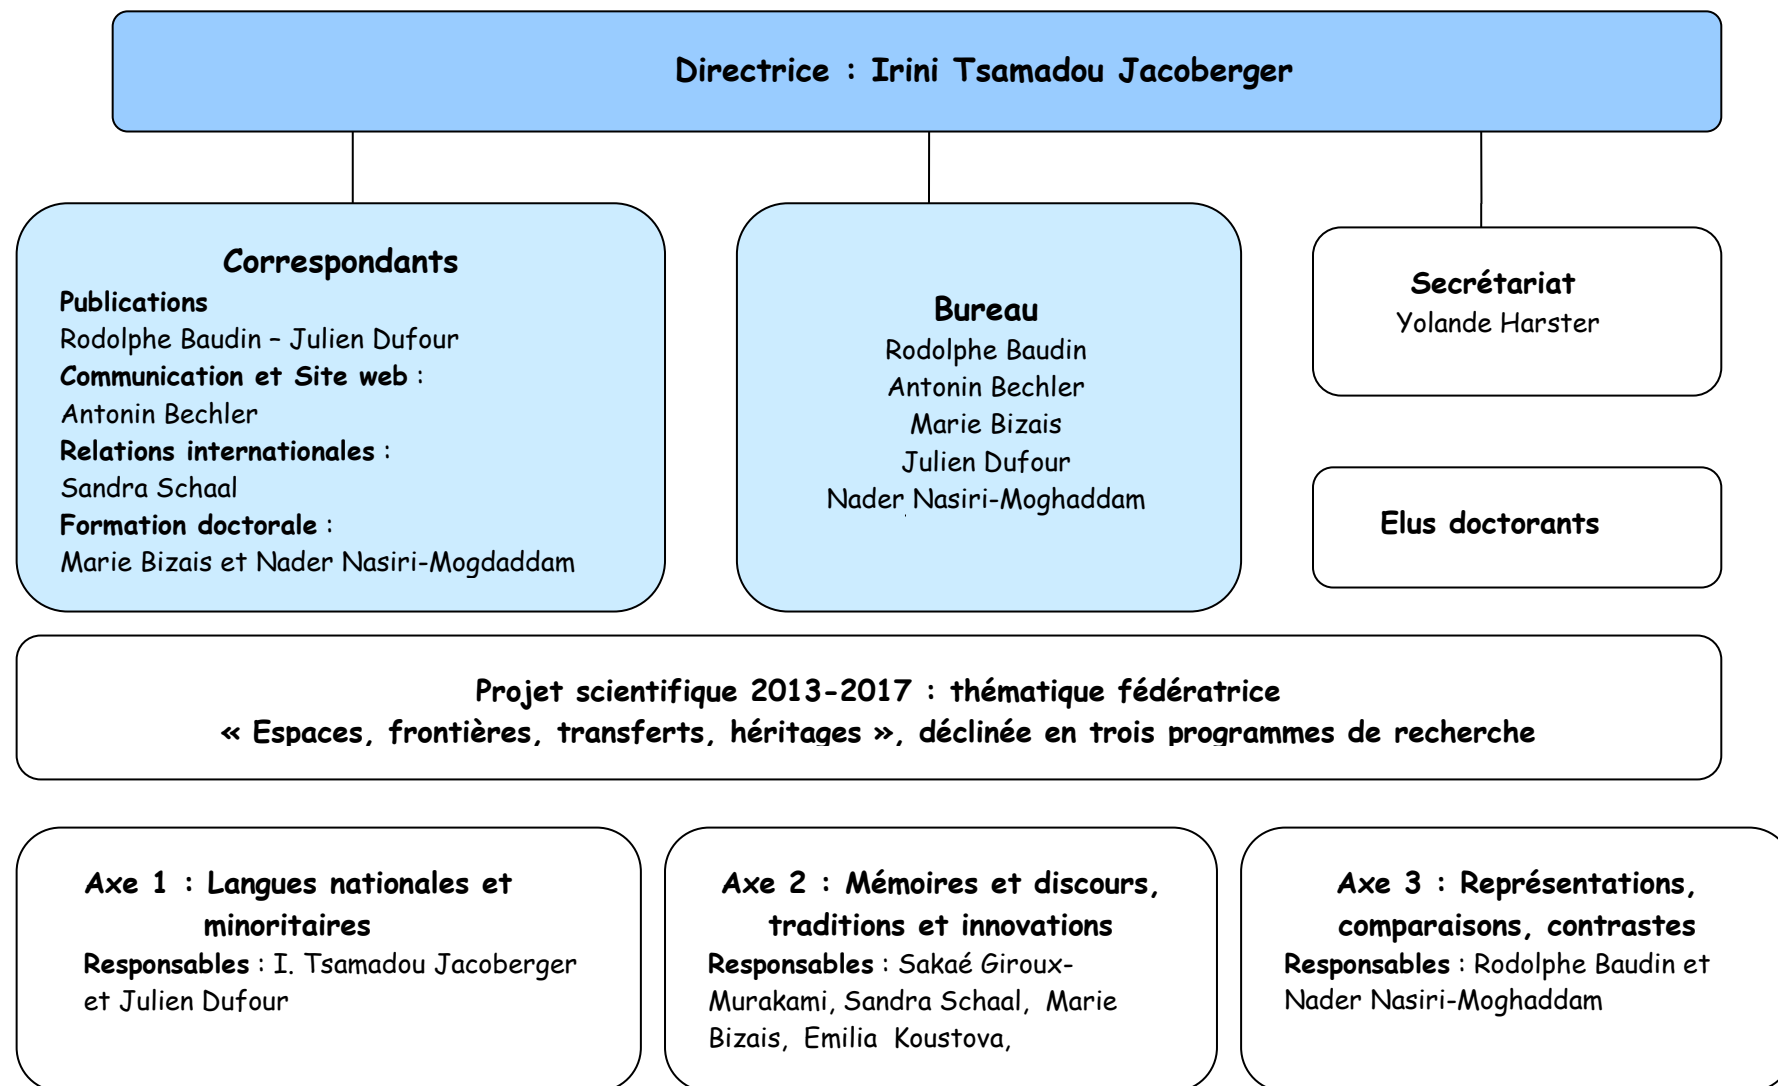 Directrice : Irini Tsamadou Jacoberger
Correspondants
Publications
Rodolphe Baudin – Julien Dufour
Communication et Site web :
Antonin Bechler
Relations internationales :
Sandra Schaal
Formation doctorale :
Marie Bizais et Nader Nasiri-Mogdaddam
Bureau
Rodolphe Baudin
Antonin Bechler
Marie Bizais
Julien Dufour
Nader Nasiri-Moghaddam
Secrétariat
Yolande Harster
Elus doctorants
Projet scientifique 2013-2017 : thématique fédératrice
« Espaces, frontières, transferts, héritages », déclinée en trois programmes de recherche
Axe 1 : Langues nationales et
minoritaires
Responsables : I. Tsamadou Jacoberger
et Julien Dufour
Axe 2 : Mémoires et discours,
traditions et innovations
Responsables : Sakaé Giroux-
Murakami, Sandra Schaal, Marie
Bizais, Emilia Koustova,
Axe 3 : Représentations,
comparaisons, contrastes
Responsables : Rodolphe Baudin et
Nader Nasiri-Moghaddam